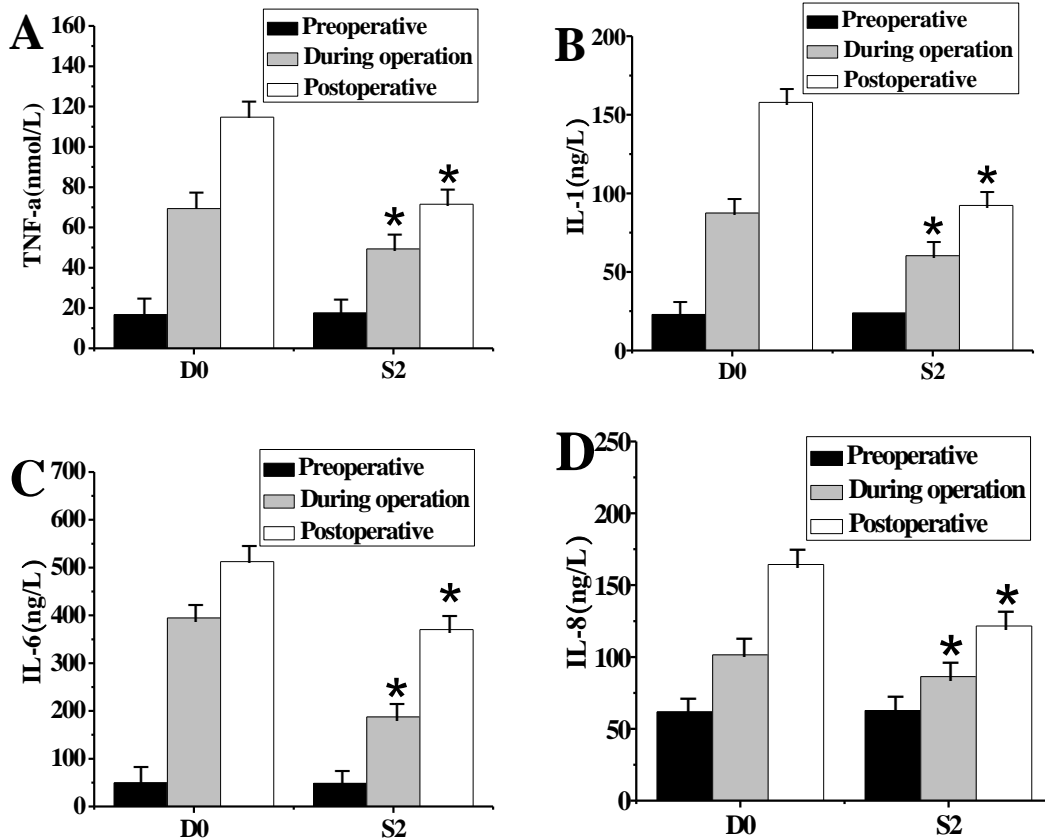 A
TNF-a(nmol/L)
160
140
120
100
80
60
40
20
0
Preoperative
During operation
Postoperative
*
*
D0
S2
B
IL-1(ng/L)
200
150
100
50
0
Preoperative
During operation
Postoperative
*
*
D0
S2
C
IL-6(ng/L)
700
600
500
400
300
200
100
0
Preoperative
During operation
Postoperative
*
*
D0
S2
D
IL-8(ng/L)
250
200
150
100
50
0
Preoperative
During operation
Postoperative
*
*
D0
S2